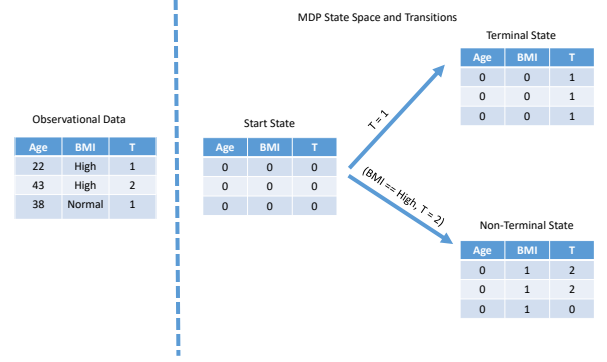 MDP State Space and Transitions
Observational Data
Age BMI T
22 High 1
43 High 2
38 Normal 1
Start State
Age BMI T
0 0 0
0 0 0
0 0 0
T = 1
(BMI == High, T = 2)
Terminal State
Age BMI T
0 0 1
0 0 1
0 0 1
Non-Terminal State
Age BMI T
0 1 2
0 1 2
0 1 0